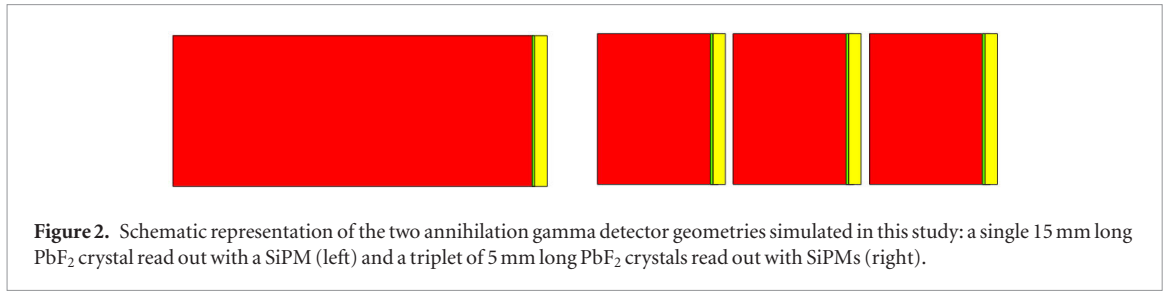 Figure 2. Schematic representation of the two annihilation gamma detector geometries simulated in this study: a single 15 mm long
PbF₂ crystal read out with a SiPM (left) and a triplet of 5 mm long PbF₂ crystals read out with SiPMs (right).